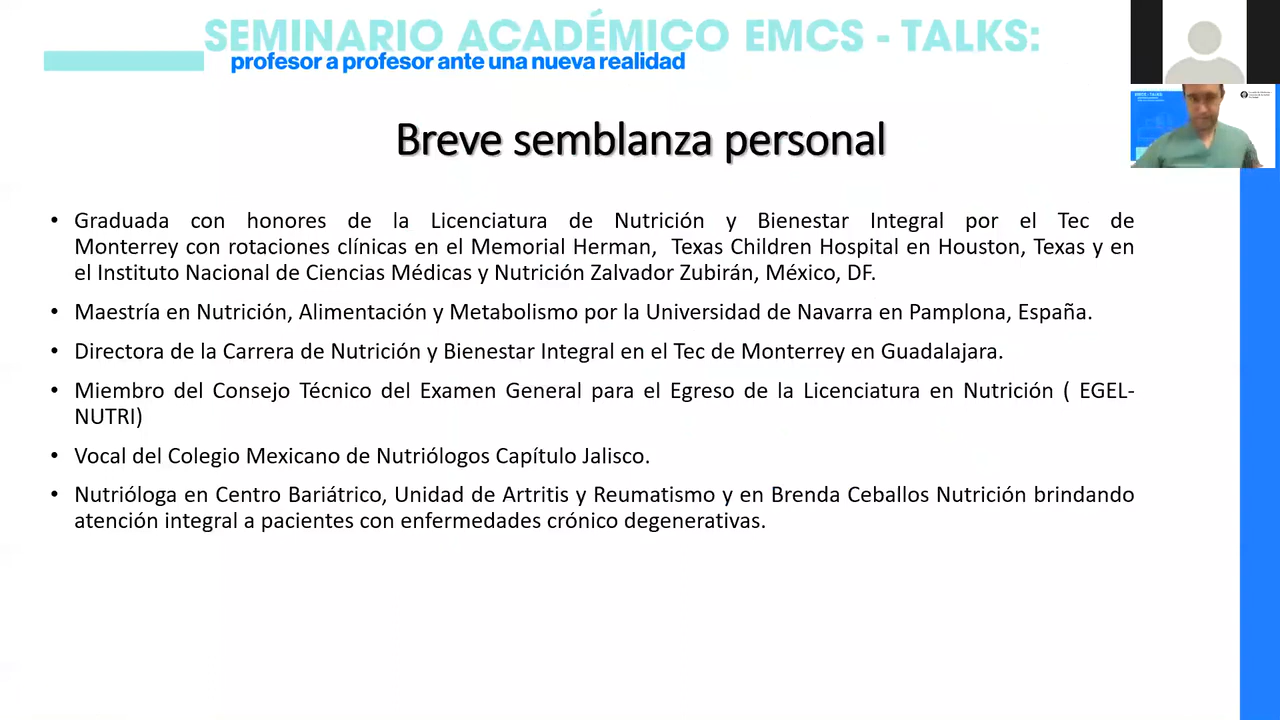 SEMINARIO ACADÉMICO EMCS - TALKS:
profesor a profesor ante una nueva realidad
Breve semblanza personal
• Graduada con honores de la Licenciatura de Nutrición y Bienestar Integral por el Tec de
Monterrey con rotaciones clínicas en el Memorial Herman, Texas Children Hospital en Houston, Texas y en
el Instituto Nacional de Ciencias Médicas y Nutrición Zalvador Zubirán, México, DF.
• Maestría en Nutrición, Alimentación y Metabolismo por la Universidad de Navarra en Pamplona, España.
• Directora de la Carrera de Nutrición y Bienestar Integral en el Tec de Monterrey en Guadalajara.
• Miembro del Consejo Técnico del Examen General para el Egreso de la Licenciatura en Nutrición ( EGEL-
NUTRI)
• Vocal del Colegio Mexicano de Nutriólogos Capítulo Jalisco.
• Nutrióloga en Centro Bariátrico, Unidad de Artritis y Reumatismo y en Brenda Ceballos Nutrición brindando
atención integral a pacientes con enfermedades crónico degenerativas.
EMCS - TALKS